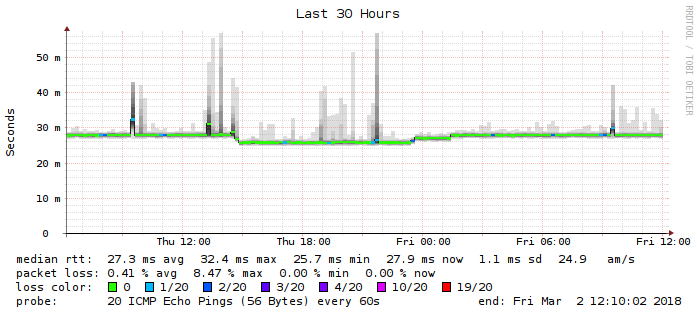 Last 30 Hours
RRDTOOL / TOBI OETIKER
Seconds
50 m
40 m
30 m
20 m
10 m
0
Thu 12:00 Thu 18:00 Fri 00:00 Fri 06:00 Fri 12:00
median rtt: 27.3 ms avg 32.4 ms max 25.7 ms min 27.9 ms now 1.1 ms sd 24.9 am/s
packet loss: 0.41 % avg 8.47 % max 0.00 % min 0.00 % now
loss color: 0 1/20 2/20 3/20 4/20 10/20 19/20
probe: 20 ICMP Echo Pings (56 Bytes) every 60s end: Fri Mar 2 12:10:02 2018